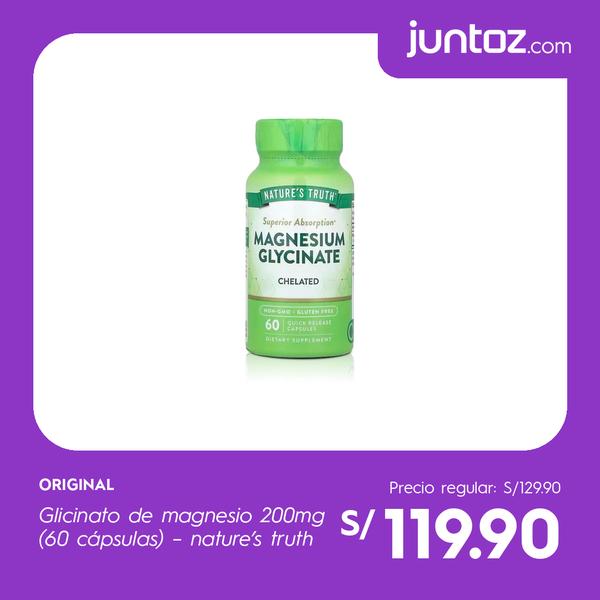 juntoz.com
NATURE'S TRUTH
Superior Absorption
MAGNESIUM
GLYCINATE
CHELATED
NON-GMO • GLUTEN FREE
60 QUICK RELEASE
CAPSULES
DIETARY SUPPLEMENT
ORIGINAL
Glicinato de magnesio 200mg
(60 cápsulas) – nature's truth
Precio regular: S/129.90
S/119.90